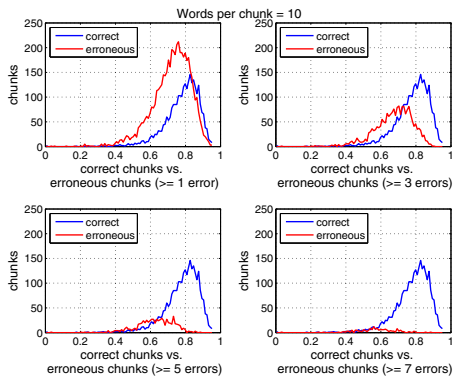 Words per chunk = 10
250
200
150
100
50
0
chunks
correct
erroneous
0 0.2 0.4 0.6 0.8 1
correct chunks vs.
erroneous chunks (>= 1 error)
250
200
150
100
50
0
chunks
correct
erroneous
0 0.2 0.4 0.6 0.8 1
correct chunks vs.
erroneous chunks (>= 3 errors)
250
200
150
100
50
0
chunks
correct
erroneous
0 0.2 0.4 0.6 0.8 1
correct chunks vs.
erroneous chunks (>= 5 errors)
250
200
150
100
50
0
chunks
correct
erroneous
0 0.2 0.4 0.6 0.8 1
correct chunks vs.
erroneous chunks (>= 7 errors)